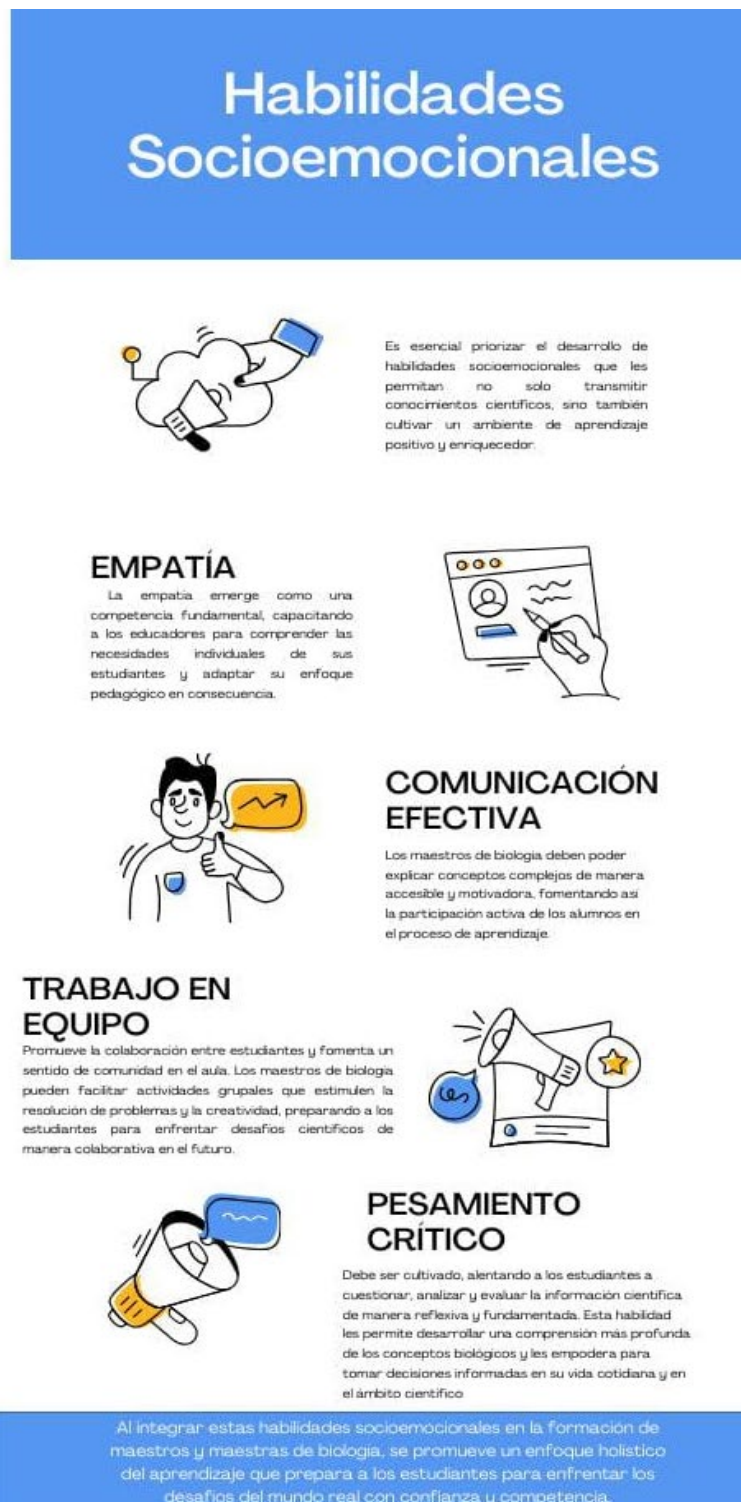 Habilidades
Socioemocionales
Es esencial priorizar el desarrollo de
habilidades socioemocionales que les
permitan no solo transmitir
conocimientos científicos, sino también
cultivar un ambiente de aprendizaje
positivo y enriquecedor.
EMPATÍA
La empatía emerge como una
competencia fundamental, capacitando
a los educadores para comprender las
necesidades individuales de sus
estudiantes y adaptar su enfoque
pedagógico en consecuencia.
COMUNICACIÓN
EFECTIVA
Los maestros de biología deben poder
explicar conceptos complejos de manera
accesible y motivadora, fomentando así
la participación activa de los alumnos en
el proceso de aprendizaje.
TRABAJO EN
EQUIPO
Promueve la colaboración entre estudiantes y fomenta un
sentido de comunidad en el aula. Los maestros de biología
pueden facilitar actividades grupales que estimulen la
resolución de problemas y la creatividad, preparando a los
estudiantes para enfrentar desafíos científicos de
manera colaborativa en el futuro.
PESAMIENTO
CRÍTICO
Debe ser cultivado, alentando a los estudiantes a
cuestionar, analizar y evaluar la información científica
de manera reflexiva y fundamentada. Esta habilidad
les permite desarrollar una comprensión más profunda
de los conceptos biológicos y les empodera para
tomar decisiones informadas en su vida cotidiana y en
el ámbito científico
Al integrar estas habilidades socioemocionales en la formación de
maestros y maestras de biología, se promueve un enfoque holístico
del aprendizaje que prepara a los estudiantes para enfrentar los
desafíos del mundo real con confianza y competencia.